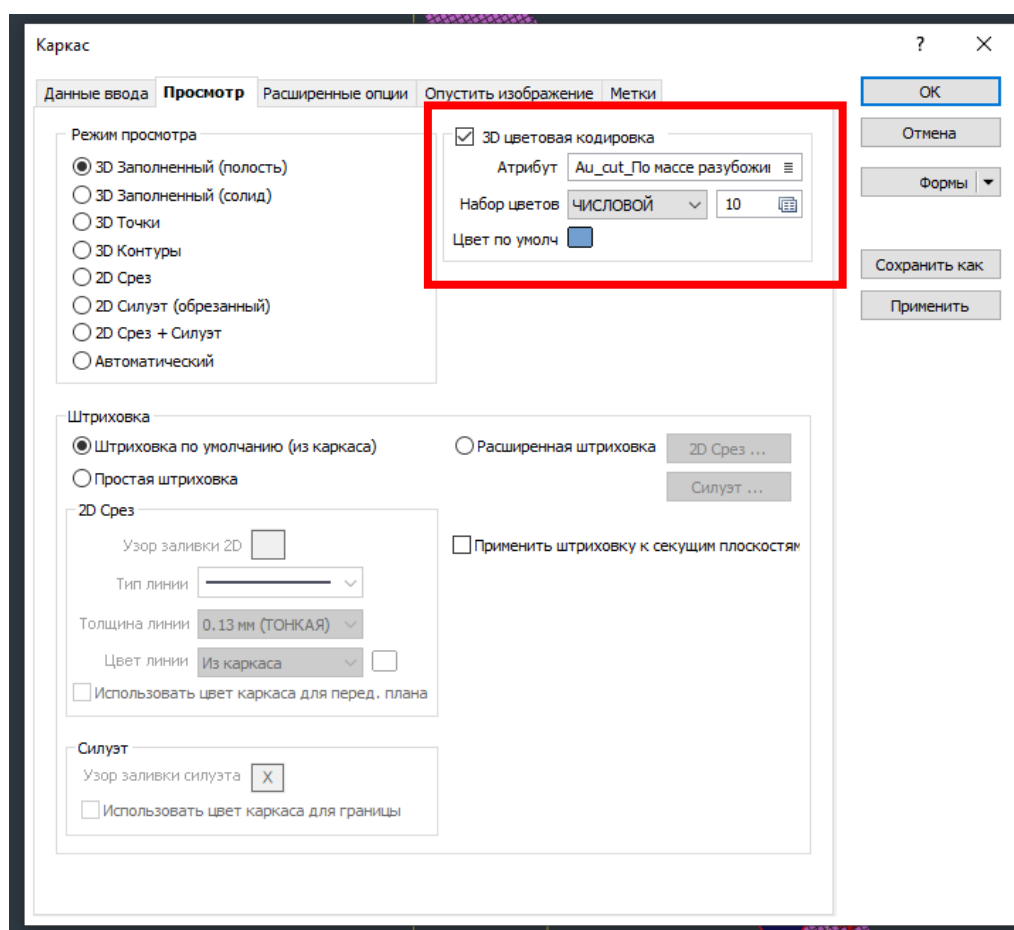 Каркас
?
Данные ввода Просмотр Расширенные опции Опустить изображение Метки
OK
Отмена
Формы
Сохранить как
Применить
Режим просмотра
3D Заполненный (полость)
3D Заполненный (солид)
3D Точки
3D Контуры
2D Срез
2D Силуэт (обрезанный)
2D Срез + Силуэт
Автоматический
3D цветовая кодировка
Атрибут Au_cut_По массе разубожи
Набор цветов ЧИСЛОВОЙ 10
Цвет по умолч
Штриховка
Штриховка по умолчанию (из каркаса)
Расширенная штриховка 2D Срез ...
Простая штриховка
Силуэт ...
2D Срез
Узор заливки 2D
Применить штриховку к секущим плоскостям
Тип линии
Толщина линии 0.13 мм (ТОНКАЯ)
Цвет линии Из каркаса
Использовать цвет каркаса для перед. плана
Силуэт
Узор заливки силуэта X
Использовать цвет каркаса для границы